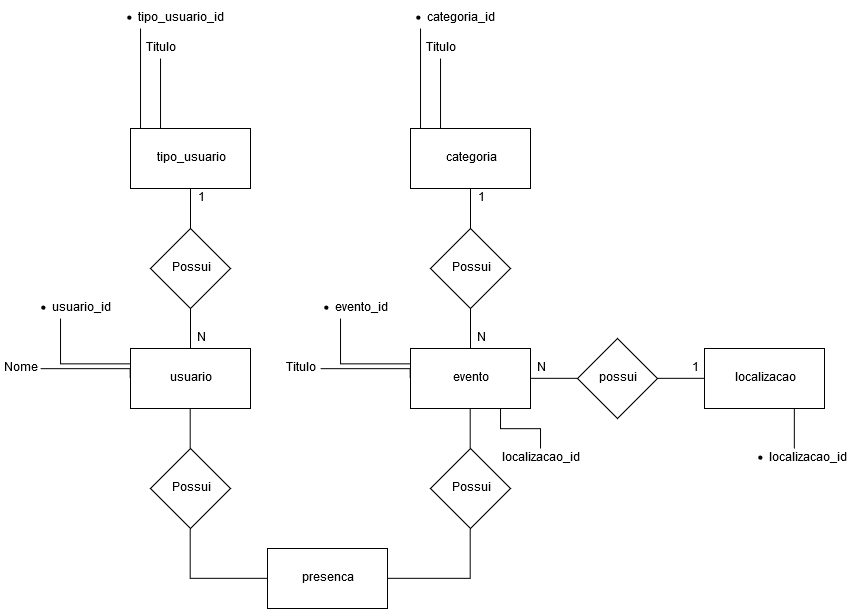 • tipo_usuario_id
• categoria_id
Titulo
Titulo
tipo_usuario
categoria
1
1
Possui
Possui
• usuario_id
• evento_id
N
N
Nome
Titulo
N
1
usuario
evento
possui
localizacao
localizacao_id
• localizacao_id
Possui
Possui
presenca